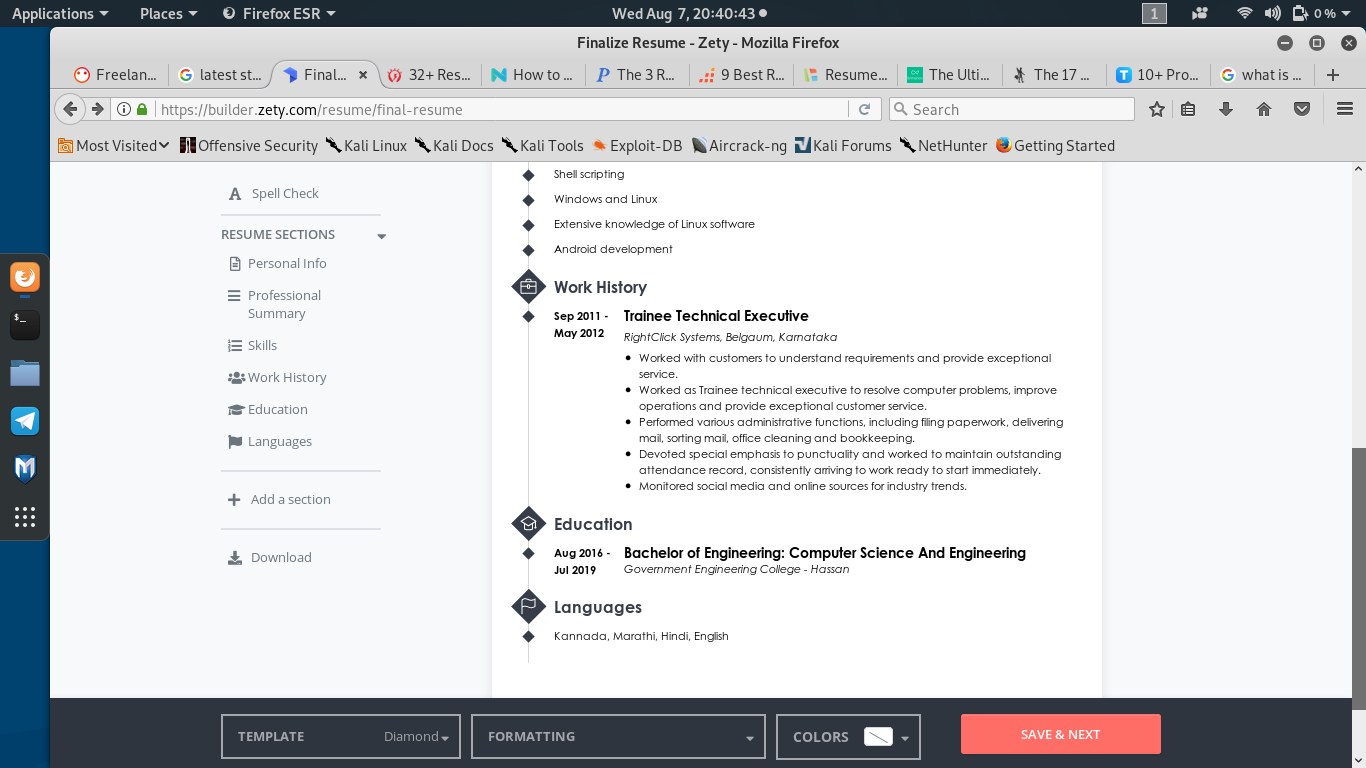 Applications Places Firefox ESR Wed Aug 7, 20:40:43 1 0 %
Finalize Resume - Zety - Mozilla Firefox
Freelan... latest st... Final... 32+ Res... How to ... The 3 R... 9 Best R... Resume... The Ulti... The 17 ... 10+ Pro... what is ...
https://builder.zety.com/resume/final-resume Search
Most Visited Offensive Security Kali Linux Kali Docs Kali Tools Exploit-DB Aircrack-ng Kali Forums NetHunter Getting Started
Spell Check
RESUME SECTIONS
Personal Info
Professional
Summary
Skills
Work History
Education
Languages
Add a section
Download
Shell scripting
Windows and Linux
Extensive knowledge of Linux software
Android development
Work History
Sep 2011 - Trainee Technical Executive
May 2012 RightClick Systems, Belgaum, Karnataka
Worked with customers to understand requirements and provide exceptional
service.
Worked as Trainee technical executive to resolve computer problems, improve
operations and provide exceptional customer service.
Performed various administrative functions, including filing paperwork, delivering
mail, sorting mail, office cleaning and bookkeeping.
Devoted special emphasis to punctuality and worked to maintain outstanding
attendance record, consistently arriving to work ready to start immediately.
Monitored social media and online sources for industry trends.
Education
Aug 2016 - Bachelor of Engineering: Computer Science And Engineering
Jul 2019 Government Engineering College - Hassan
Languages
Kannada, Marathi, Hindi, English
TEMPLATE Diamond FORMATTING COLORS SAVE & NEXT